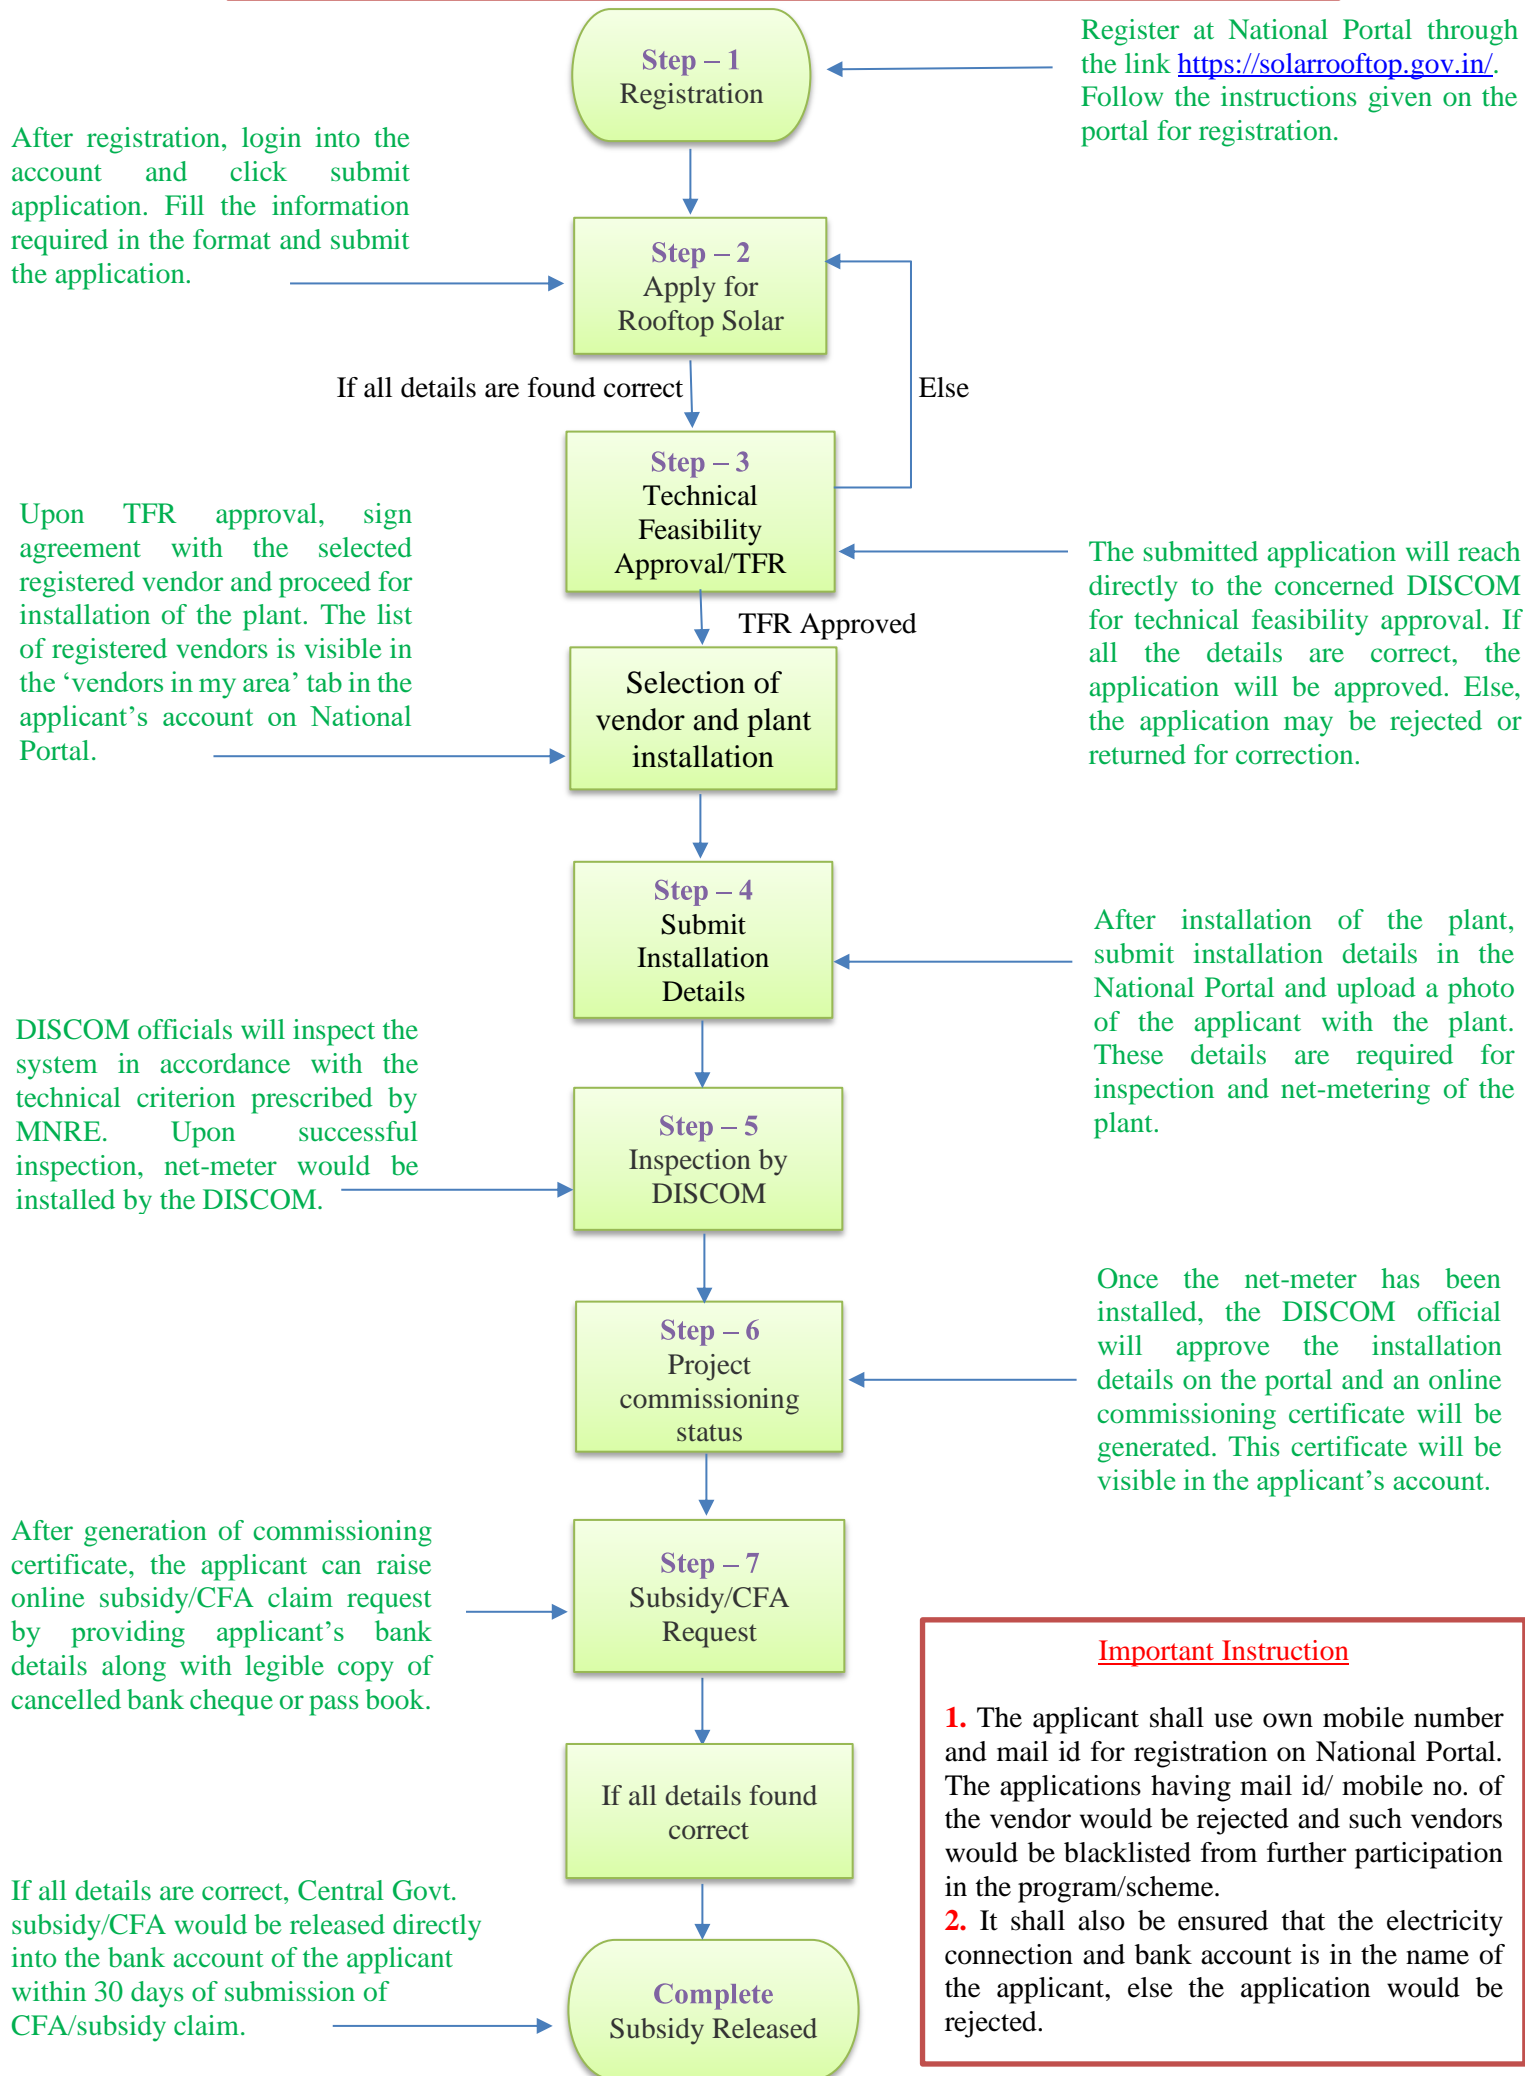 Step – 1
Registration
Register at National Portal through
the link https://solarrooftop.gov.in/.
Follow the instructions given on the
portal for registration.
After registration, login into the
account and click submit
application. Fill the information
required in the format and submit
the application.
Step – 2
Apply for
Rooftop Solar
If all details are found correct
Else
Step – 3
Technical
Feasibility
Approval/TFR
The submitted application will reach
directly to the concerned DISCOM
for technical feasibility approval. If
all the details are correct, the
application will be approved. Else,
the application may be rejected or
returned for correction.
TFR Approved
Upon TFR approval, sign
agreement with the selected
registered vendor and proceed for
installation of the plant. The list
of registered vendors is visible in
the ‘vendors in my area’ tab in the
applicant’s account on National
Portal.
Selection of
vendor and plant
installation
Step – 4
Submit
Installation
Details
After installation of the plant,
submit installation details in the
National Portal and upload a photo
of the applicant with the plant.
These details are required for
inspection and net-metering of the
plant.
DISCOM officials will inspect the
system in accordance with the
technical criterion prescribed by
MNRE. Upon successful
inspection, net-meter would be
installed by the DISCOM.
Step – 5
Inspection by
DISCOM
Step – 6
Project
commissioning
status
Once the net-meter has been
installed, the DISCOM official
will approve the installation
details on the portal and an online
commissioning certificate will be
generated. This certificate will be
visible in the applicant’s account.
After generation of commissioning
certificate, the applicant can raise
online subsidy/CFA claim request
by providing applicant’s bank
details along with legible copy of
cancelled bank cheque or pass book.
Step – 7
Subsidy/CFA
Request
If all details found
correct
If all details are correct, Central Govt.
subsidy/CFA would be released directly
into the bank account of the applicant
within 30 days of submission of
CFA/subsidy claim.
Complete
Subsidy Released
Important Instruction
1. The applicant shall use own mobile number
and mail id for registration on National Portal.
The applications having mail id/ mobile no. of
the vendor would be rejected and such vendors
would be blacklisted from further participation
in the program/scheme.
2. It shall also be ensured that the electricity
connection and bank account is in the name of
the applicant, else the application would be
rejected.